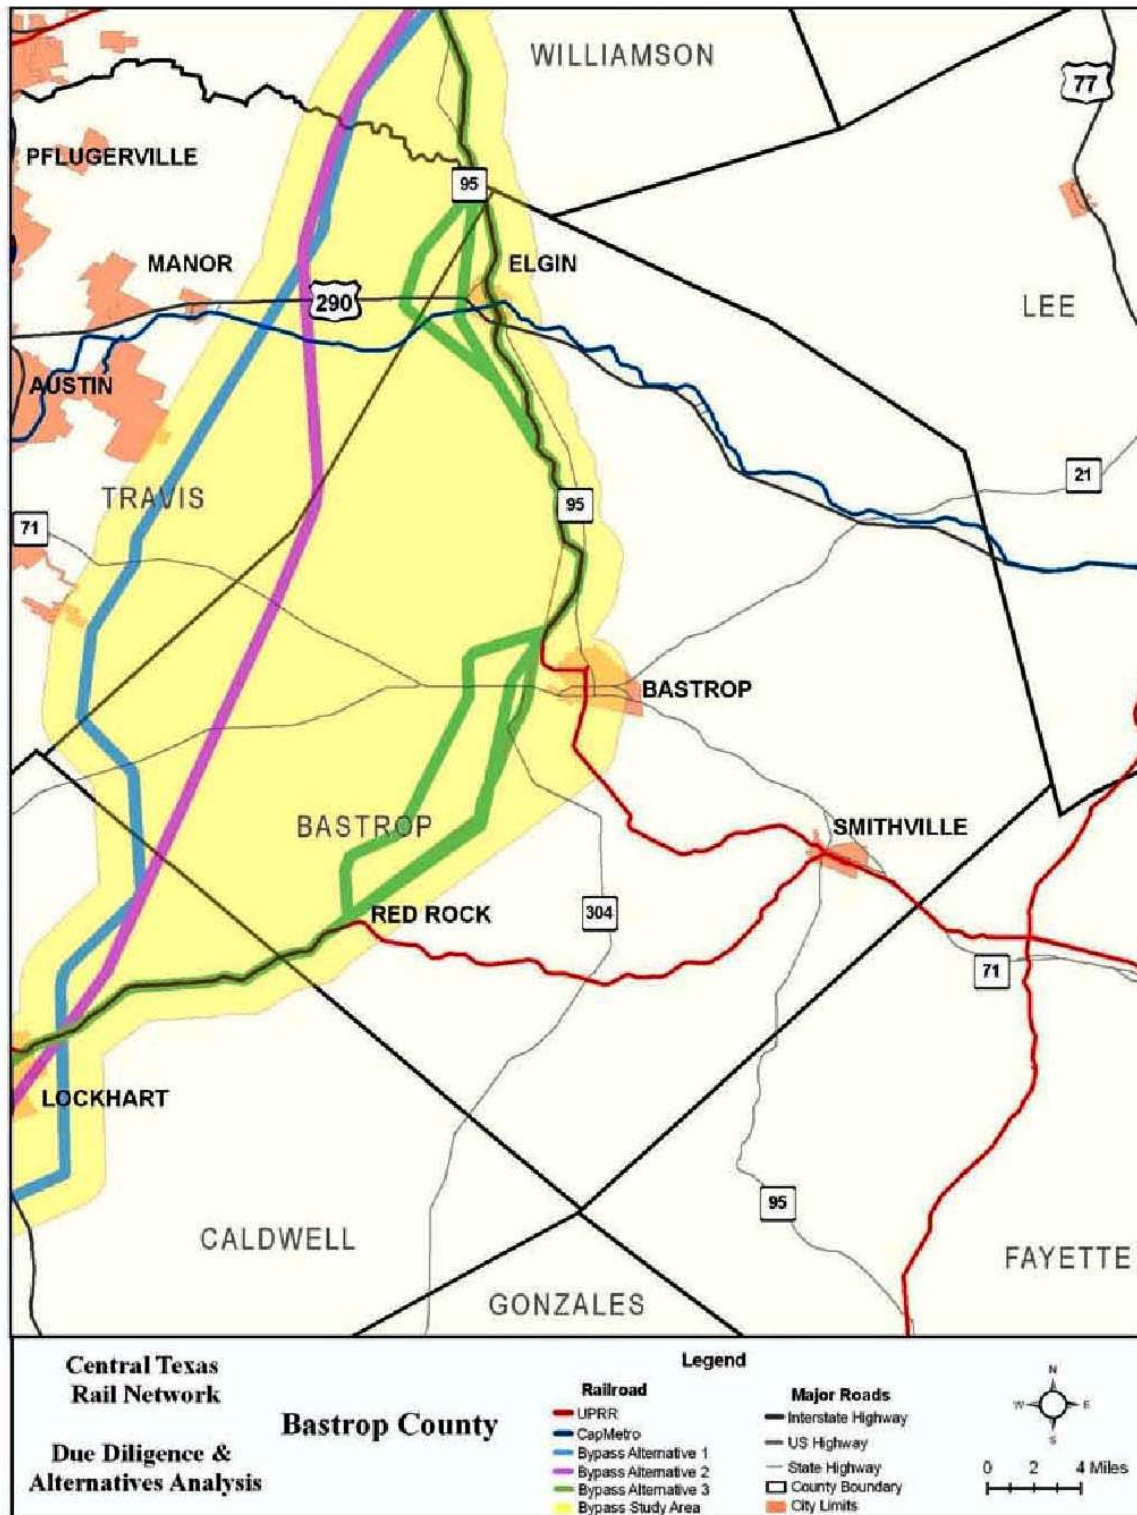 WILLIAMSON
77
PFLUGERVILLE
95
MANOR
ELGIN
290
LEE
AUSTIN
21
TRAVIS
95
71
BASTROP
BASTROP
SMITHVILLE
RED ROCK
304
71
LOCKHART
95
CALDWELL
FAYETTE
GONZALES
Central Texas
Rail Network
Due Diligence &
Alternatives Analysis
Bastrop County
Legend
Railroad
UPRR
CapMetro
Bypass Alternative 1
Bypass Alternative 2
Bypass Alternative 3
Bypass Study Area
Major Roads
Interstate Highway
US Highway
State Highway
County Boundary
City Limits
N
W E
S
0 2 4 Miles